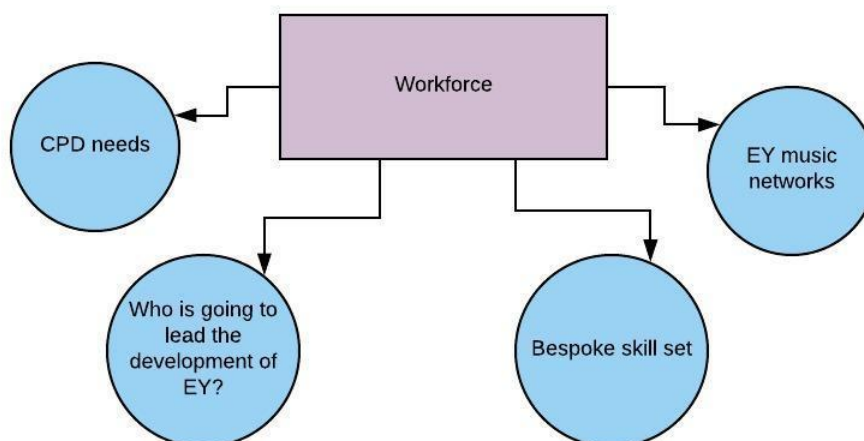 Workforce
CPD needs
EY music
networks
Who is going to
lead the
development of
EY?
Bespoke skill set